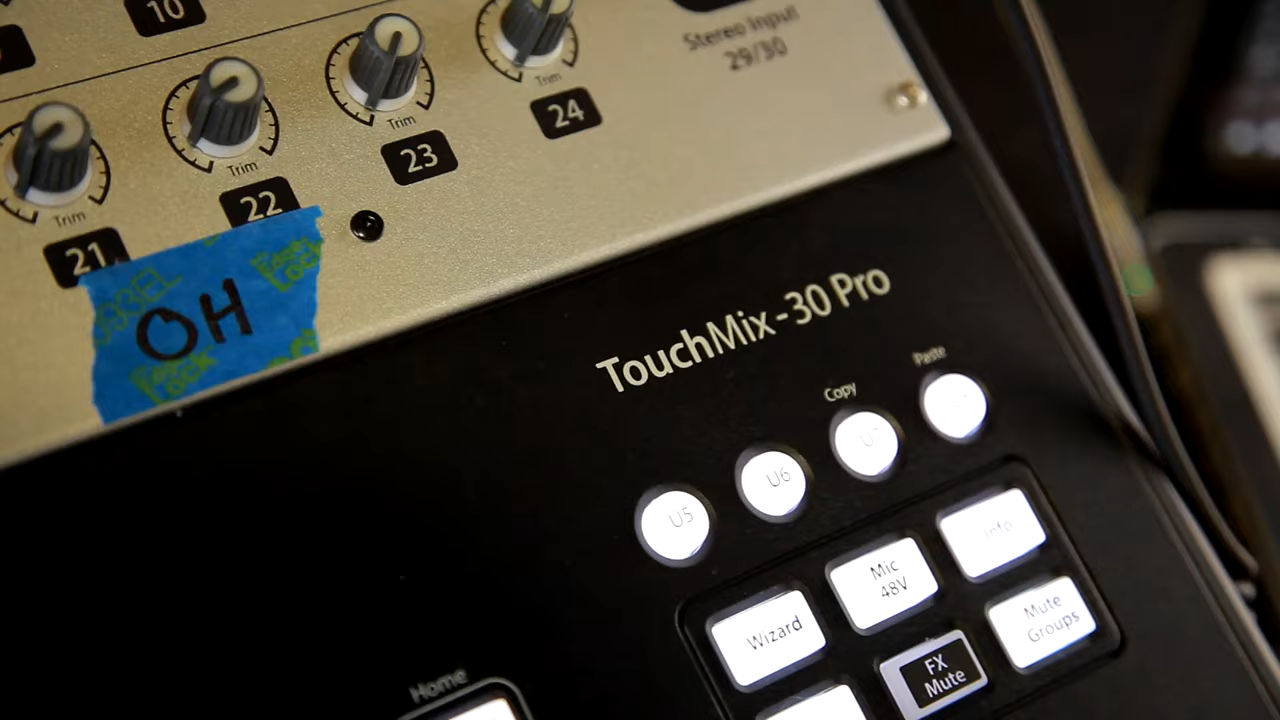 10
Stereo Input
29/30
Trim
24
Trim
23
Trim
22
Trim
21
OH
TouchMix-30 Pro
Copy
Paste
U5
U6
U7
Info
Mic
48V
Wizard
Mute
Groups
FX
Mute
Home